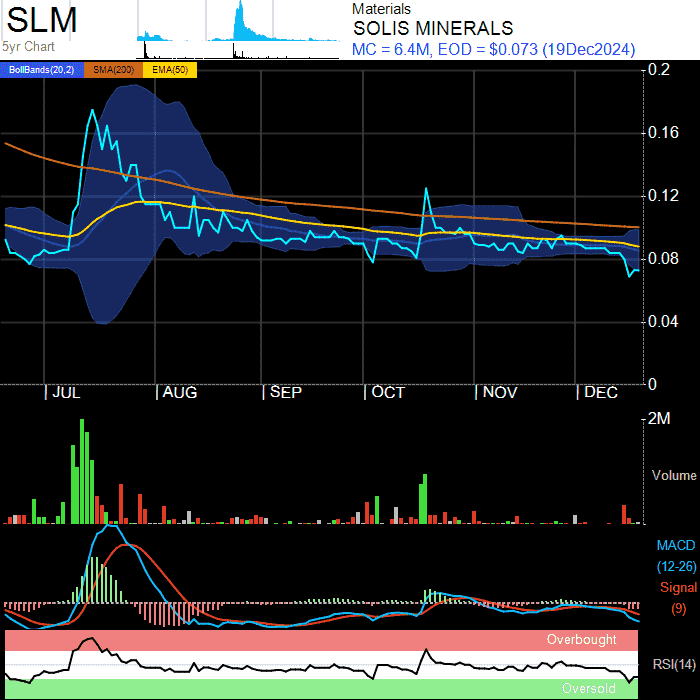 SLM
5yr Chart
Materials
SOLIS MINERALS
MC = 6.4M, EOD = $0.073 (19Dec2024)
BollBands(20,2) SMA(200) EMA(50)
0.2
0.16
0.12
0.08
0.04
0
| JUL | AUG | SEP | OCT | NOV | DEC
2M
Volume
MACD
(12-26)
Signal
(9)
Overbought
RSI(14)
Oversold